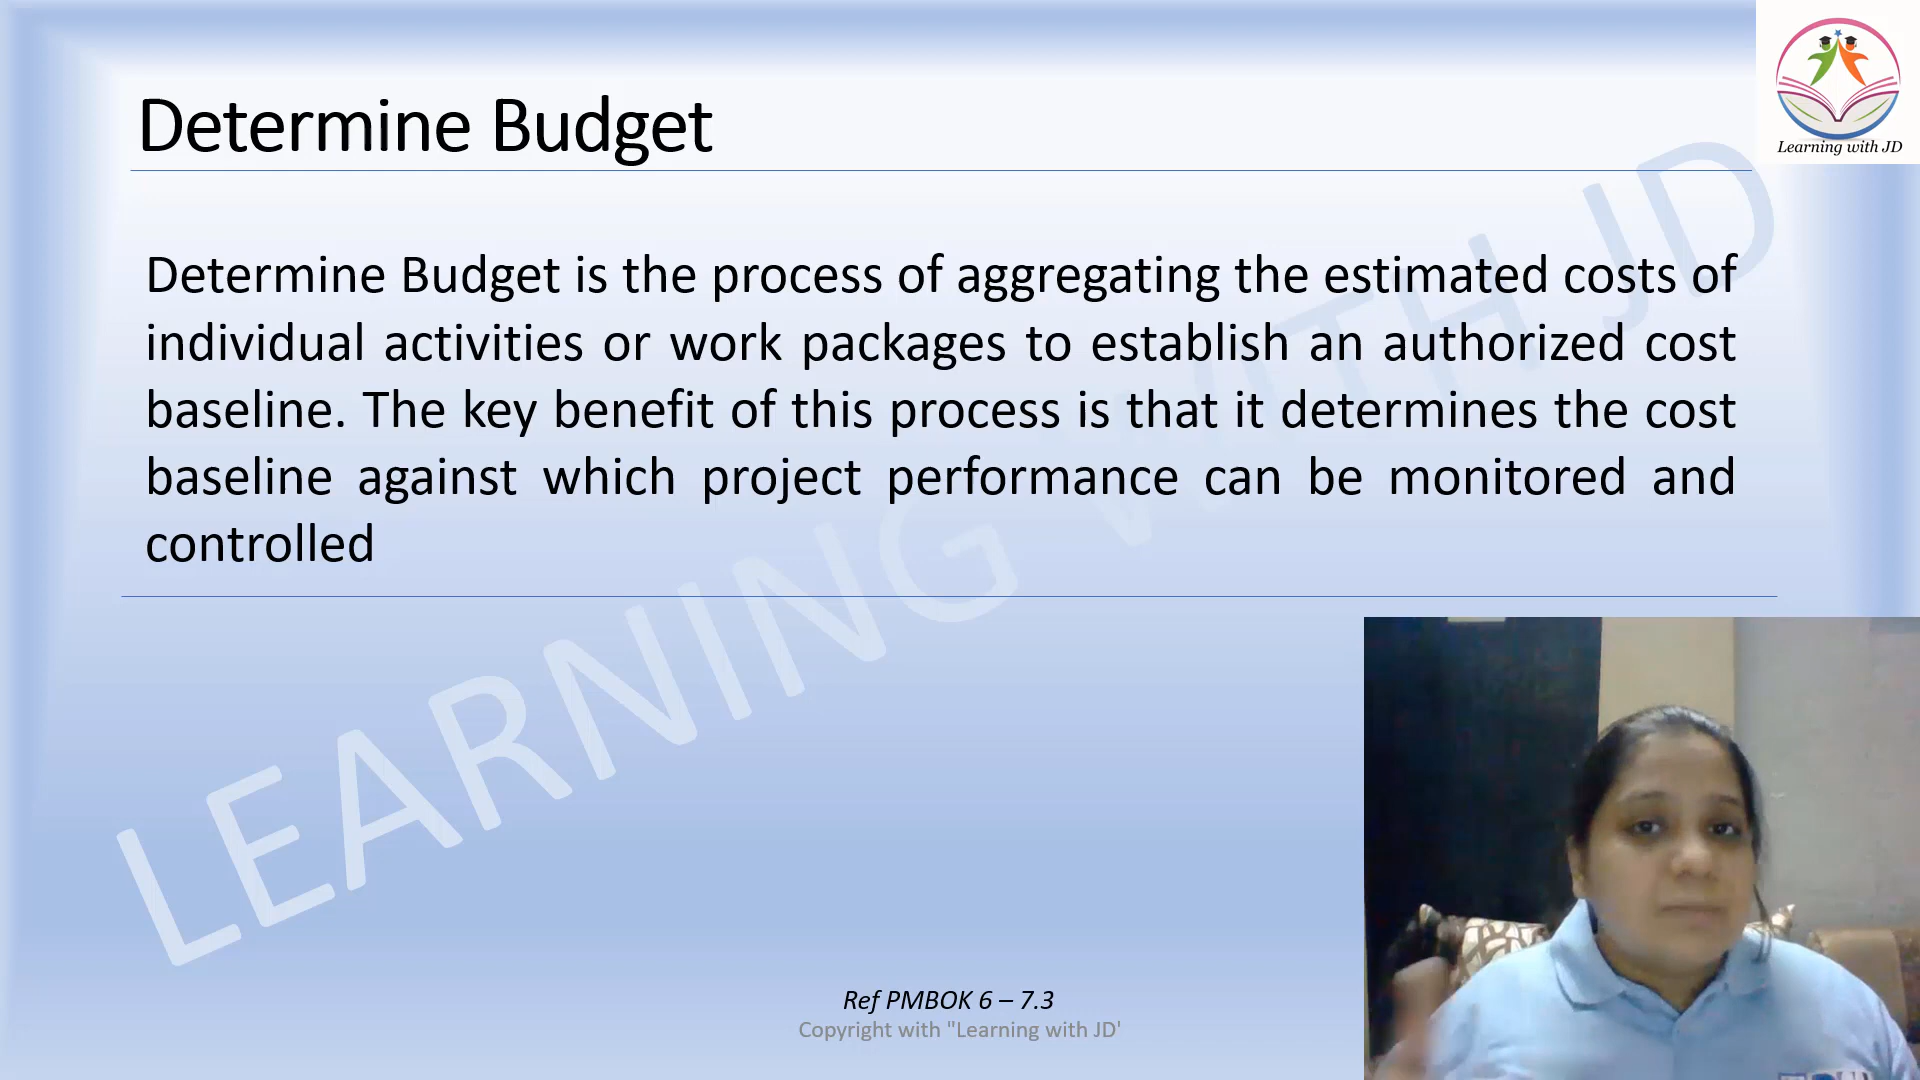 Determine Budget
Learning with JD
Determine Budget is the process of aggregating the estimated costs of
individual activities or work packages to establish an authorized cost
baseline. The key benefit of this process is that it determines the cost
baseline against which project performance can be monitored and
controlled
LEARNING WITH JD
Ref PMBOK 6 – 7.3
Copyright with "Learning with JD'